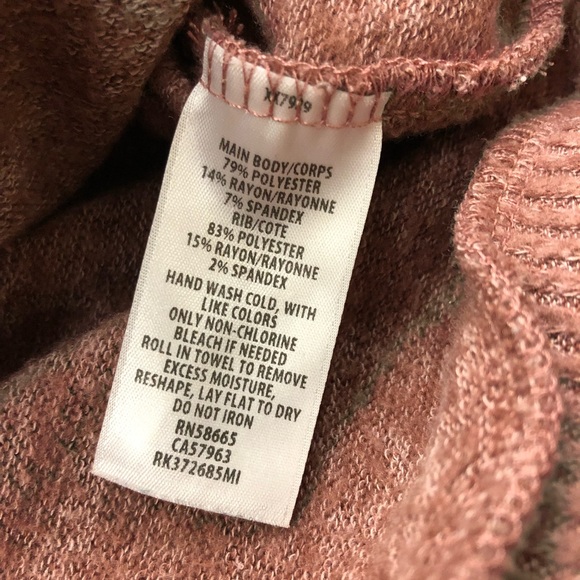 XX7979
MAIN BODY/CORPS
79% POLYESTER
14% RAYON/RAYONNE
7% SPANDEX
RIB/COTE
83% POLYESTER
15% RAYON/RAYONNE
2% SPANDEX
HAND WASH COLD, WITH
LIKE COLORS
ONLY NON-CHLORINE
BLEACH IF NEEDED
ROLL IN TOWEL TO REMOVE
EXCESS MOISTURE,
RESHAPE, LAY FLAT TO DRY
DO NOT IRON
RN58665
CA57963
RK372685MI